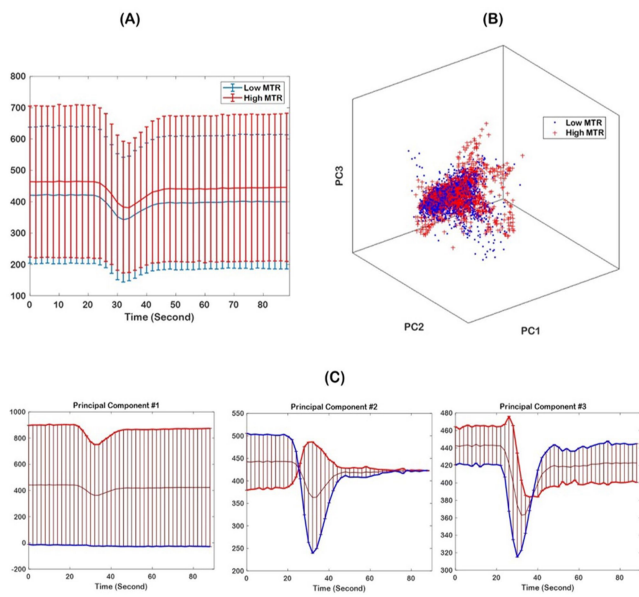 (A)
Low MTR
High MTR
800
700
600
500
400
300
200
100
0 10 20 30 40 50 60 70 80
Time (Second)
(B)
Low MTR
High MTR
PC3
PC2
PC1
(C)
Principal Component #1
1000
800
600
400
200
0
-200
0 20 40 60 80
Time (Second)
Principal Component #2
550
500
450
400
350
300
250
200
0 20 40 60 80
Time (Second)
Principal Component #3
480
460
440
420
400
380
360
340
320
300
0 20 40 60 80
Time (Second)